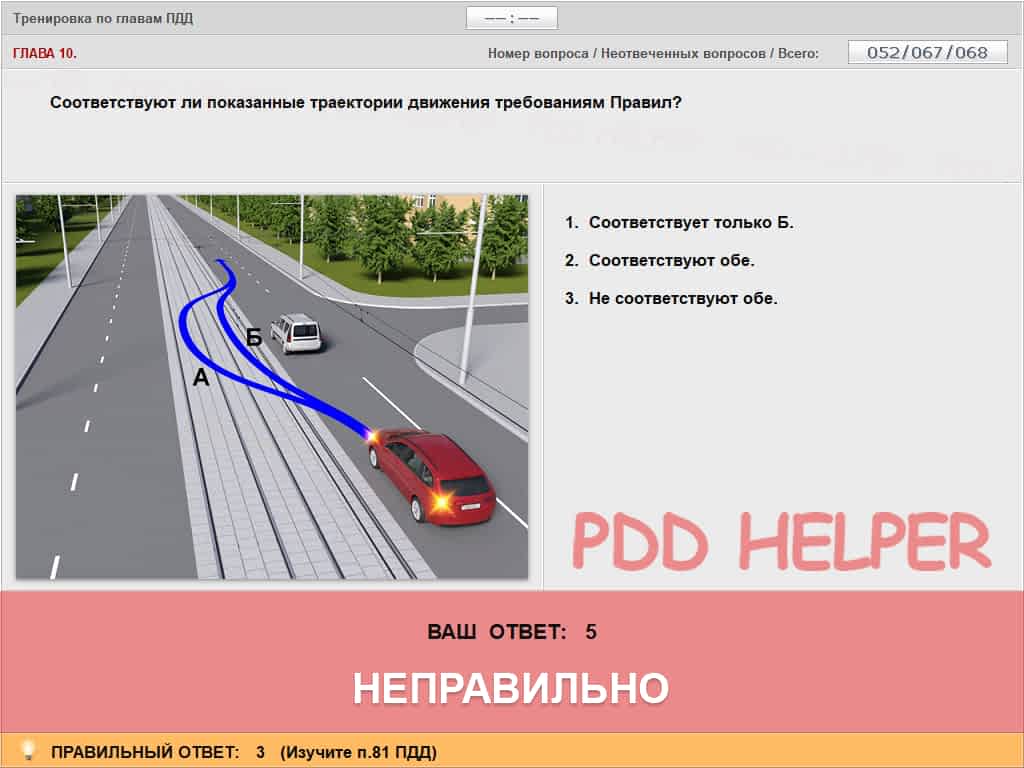 Тренировка по главам ПДД
—— : ——
ГЛАВА 10.
Номер вопроса / Неотвеченных вопросов / Всего: 052/067/068
Соответствуют ли показанные траектории движения требованиям Правил?
1. Соответствует только Б.
2. Соответствуют обе.
3. Не соответствуют обе.
Б
А
PDD HELPER
ВАШ ОТВЕТ: 5
НЕПРАВИЛЬНО
ПРАВИЛЬНЫЙ ОТВЕТ: 3 (Изучите п.81 ПДД)